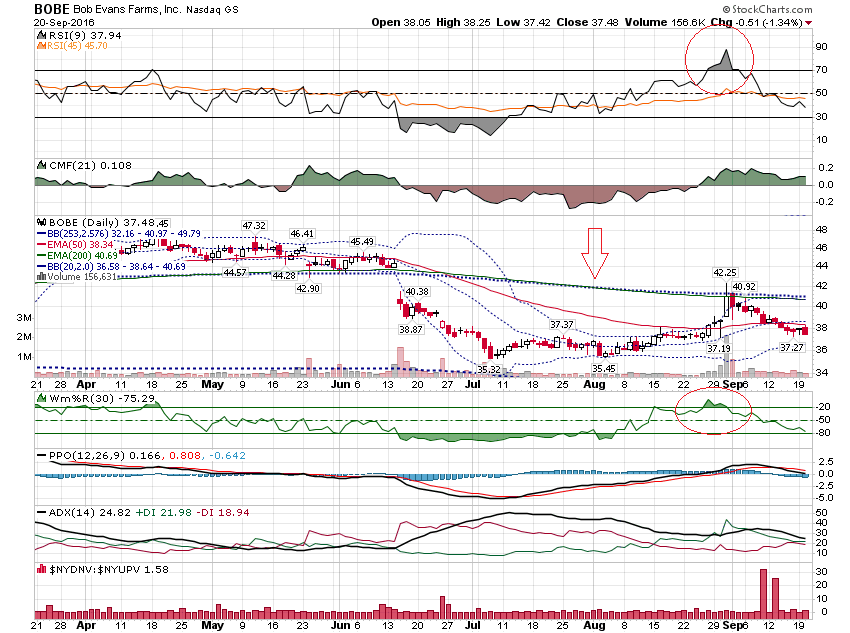 BOBE Bob Evans Farms, Inc. Nasdaq GS
© StockCharts.com
20-Sep-2016
Open 38.05 High 38.25 Low 37.42 Close 37.48 Volume 156.6K Chg -0.51 (-1.34%)
RSI(9) 37.94
RSI(45) 45.70
90
70
50
30
10
CMF(21) 0.108
0.2
0.0
-0.2
BOBE (Daily) 37.48
BB(253,2.576) 32.16 - 40.97 - 49.79
EMA(50) 38.34
EMA(200) 40.69
BB(20,2.0) 36.58 - 38.64 - 40.69
Volume 156,631
.45
47.32
46.41
45.49
44.57
44.28
42.90
40.38
38.87
35.32
37.37
35.45
37.19
42.25
40.92
37.27
48
46
44
42
40
38
36
34
3M
2M
1M
21 28 Apr 11 18 25 May 9 16 23 Jun 6 13 20 27 Jul 11 18 25 Aug 8 15 22 29 Sep 6 12 19
Wm%R(30) -75.29
-20
-50
-80
PPO(12,26,9) 0.166, 0.808, -0.642
2.5
0.0
-2.5
-5.0
ADX(14) 24.82 +DI 21.98 -DI 18.94
50
40
30
20
10
$NYDNV:$NYUPV 1.58
30
20
10
0
21 28 Apr 11 18 25 May 9 16 23 Jun 6 13 20 27 Jul 11 18 25 Aug 8 15 22 29 Sep 6 12 19